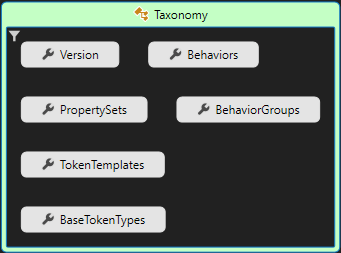 Taxonomy
Version
Behaviors
PropertySets
BehaviorGroups
TokenTemplates
BaseTokenTypes